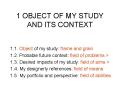 1 OBJECT OF MY STUDY
AND ITS CONTEXT
1.1. Object of my study: frame and grain
1.2. Probable future context: field of problems >
1.3. Desired impacts of my study: field of aims >
1.4. My designerly references: field of means
1.5 My portfolio and perspective: field of abilities